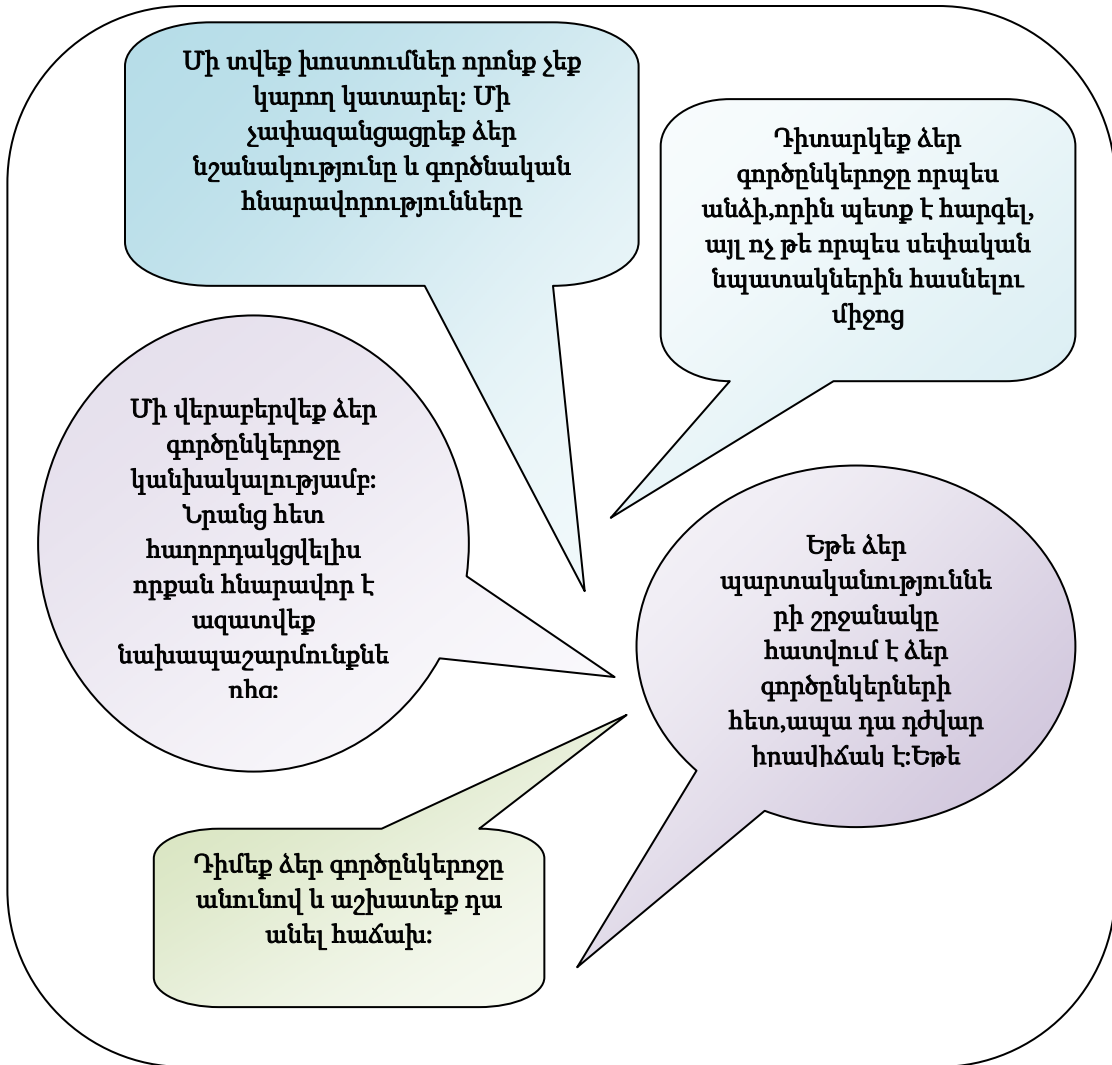 Մի տվեք խոստումներ որոնք չեք
կարող կատարել: Մի
չափազանցացրեք ձեր
նշանակությունը և գործնական
հնարավորությունները
Դիտարկեք ձեր
գործընկերոջը որպես
անձի,որին պետք է հարգել,
այլ ոչ թե որպես սեփական
նպատակներին հասնելու
միջոց
Մի վերաբերվեք ձեր
գործընկերոջը
կանխակալությամբ:
Նրանց հետ
հաղորդակցվելիս
որքան հնարավոր է
ազատվեք
նախապաշարմունքնե
րից:
Եթե ձեր
պարտականություննե
րի շրջանակը
հատվում է ձեր
գործընկերների
հետ,ապա դա դժվար
իրավիճակ է:Եթե
Դիմեք ձեր գործընկերոջը
անունով և աշխատեք դա
անել հաճախ: